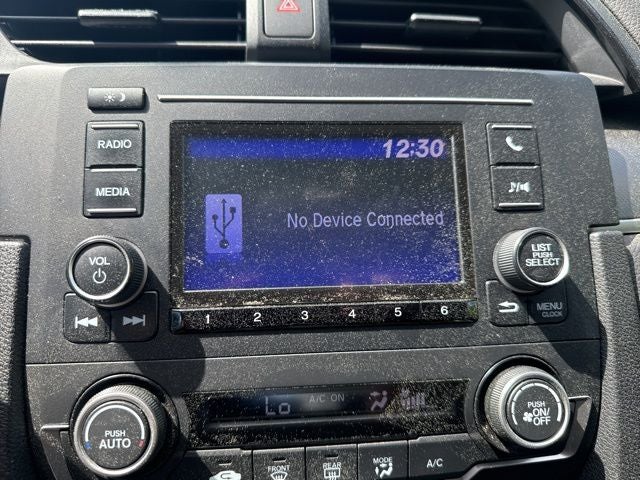 RADIO
MEDIA
12:30
No Device Connected
VOL
LIST
PUSH
SELECT
1 2 3 4 5 6
MENU
CLOCK
Lo A/C ON
PUSH
AUTO
PUSH
ON/
OFF
FRONT
REAR
MODE
A/C